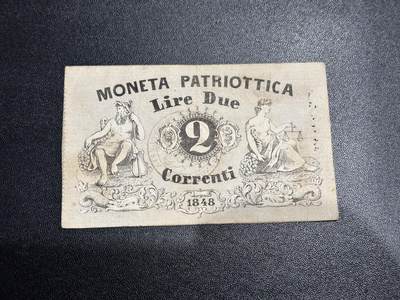 MONETA PATRIOTTICA
Lire Due
2
Correnti
1848